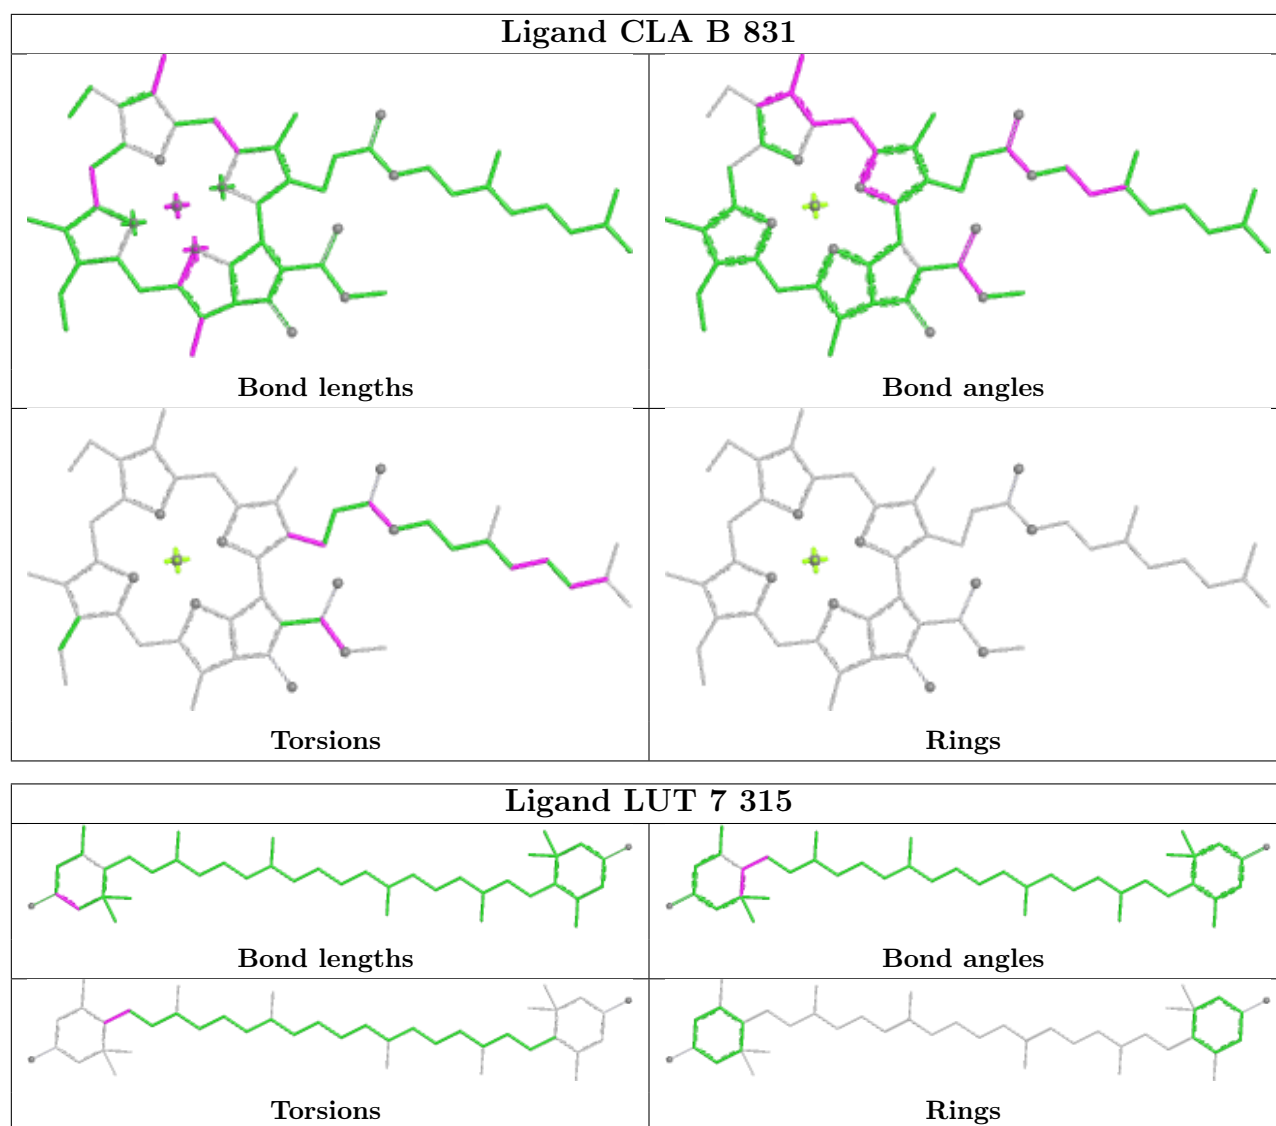 Ligand CLA B 831
Bond lengths
Bond angles
Torsions
Rings
Ligand LUT 7 315
Bond lengths
Bond angles
Torsions
Rings